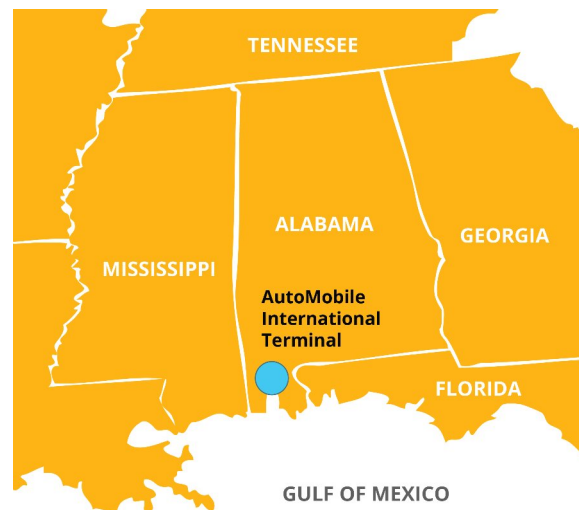 TENNESSEE
ALABAMA
GEORGIA
MISSISSIPPI
AutoMobile
International
Terminal
FLORIDA
GULF OF MEXICO